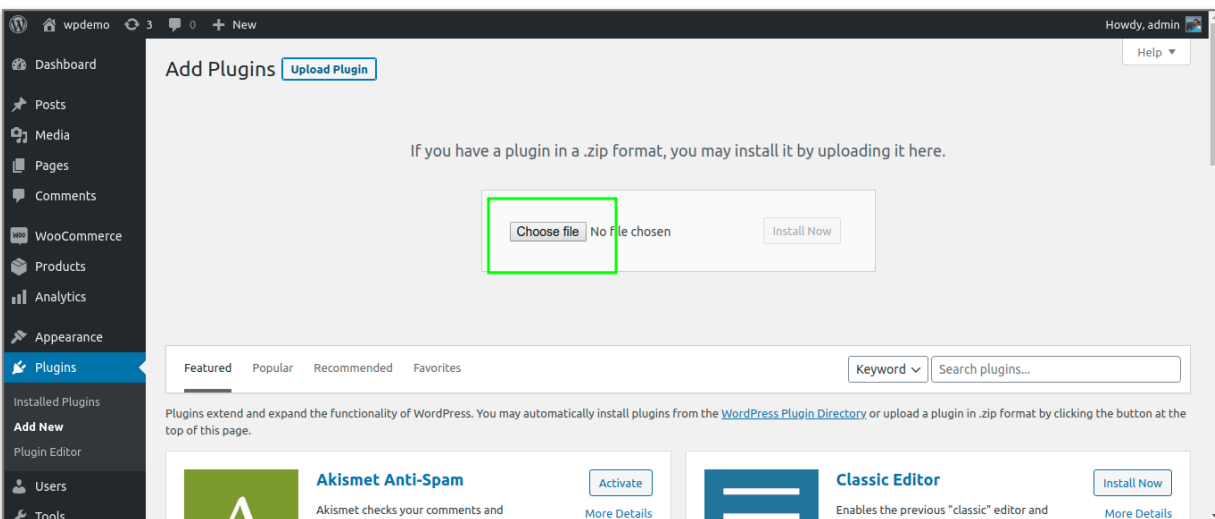 wpdemo 3 0 + New Howdy, admin
Help ▼
Dashboard
Posts
Media
Pages
Comments
WooCommerce
Products
Analytics
Appearance
Plugins
Installed Plugins
Add New
Plugin Editor
Users
Tools
Add Plugins Upload Plugin
If you have a plugin in a .zip format, you may install it by uploading it here.
Choose file No file chosen Install Now
Featured Popular Recommended Favorites Keyword Search plugins...
Plugins extend and expand the functionality of WordPress. You may automatically install plugins from the WordPress Plugin Directory or upload a plugin in .zip format by clicking the button at the
top of this page.
Akismet Anti-Spam Activate
Akismet checks your comments and More Details
Classic Editor Install Now
Enables the previous "classic" editor and More Details